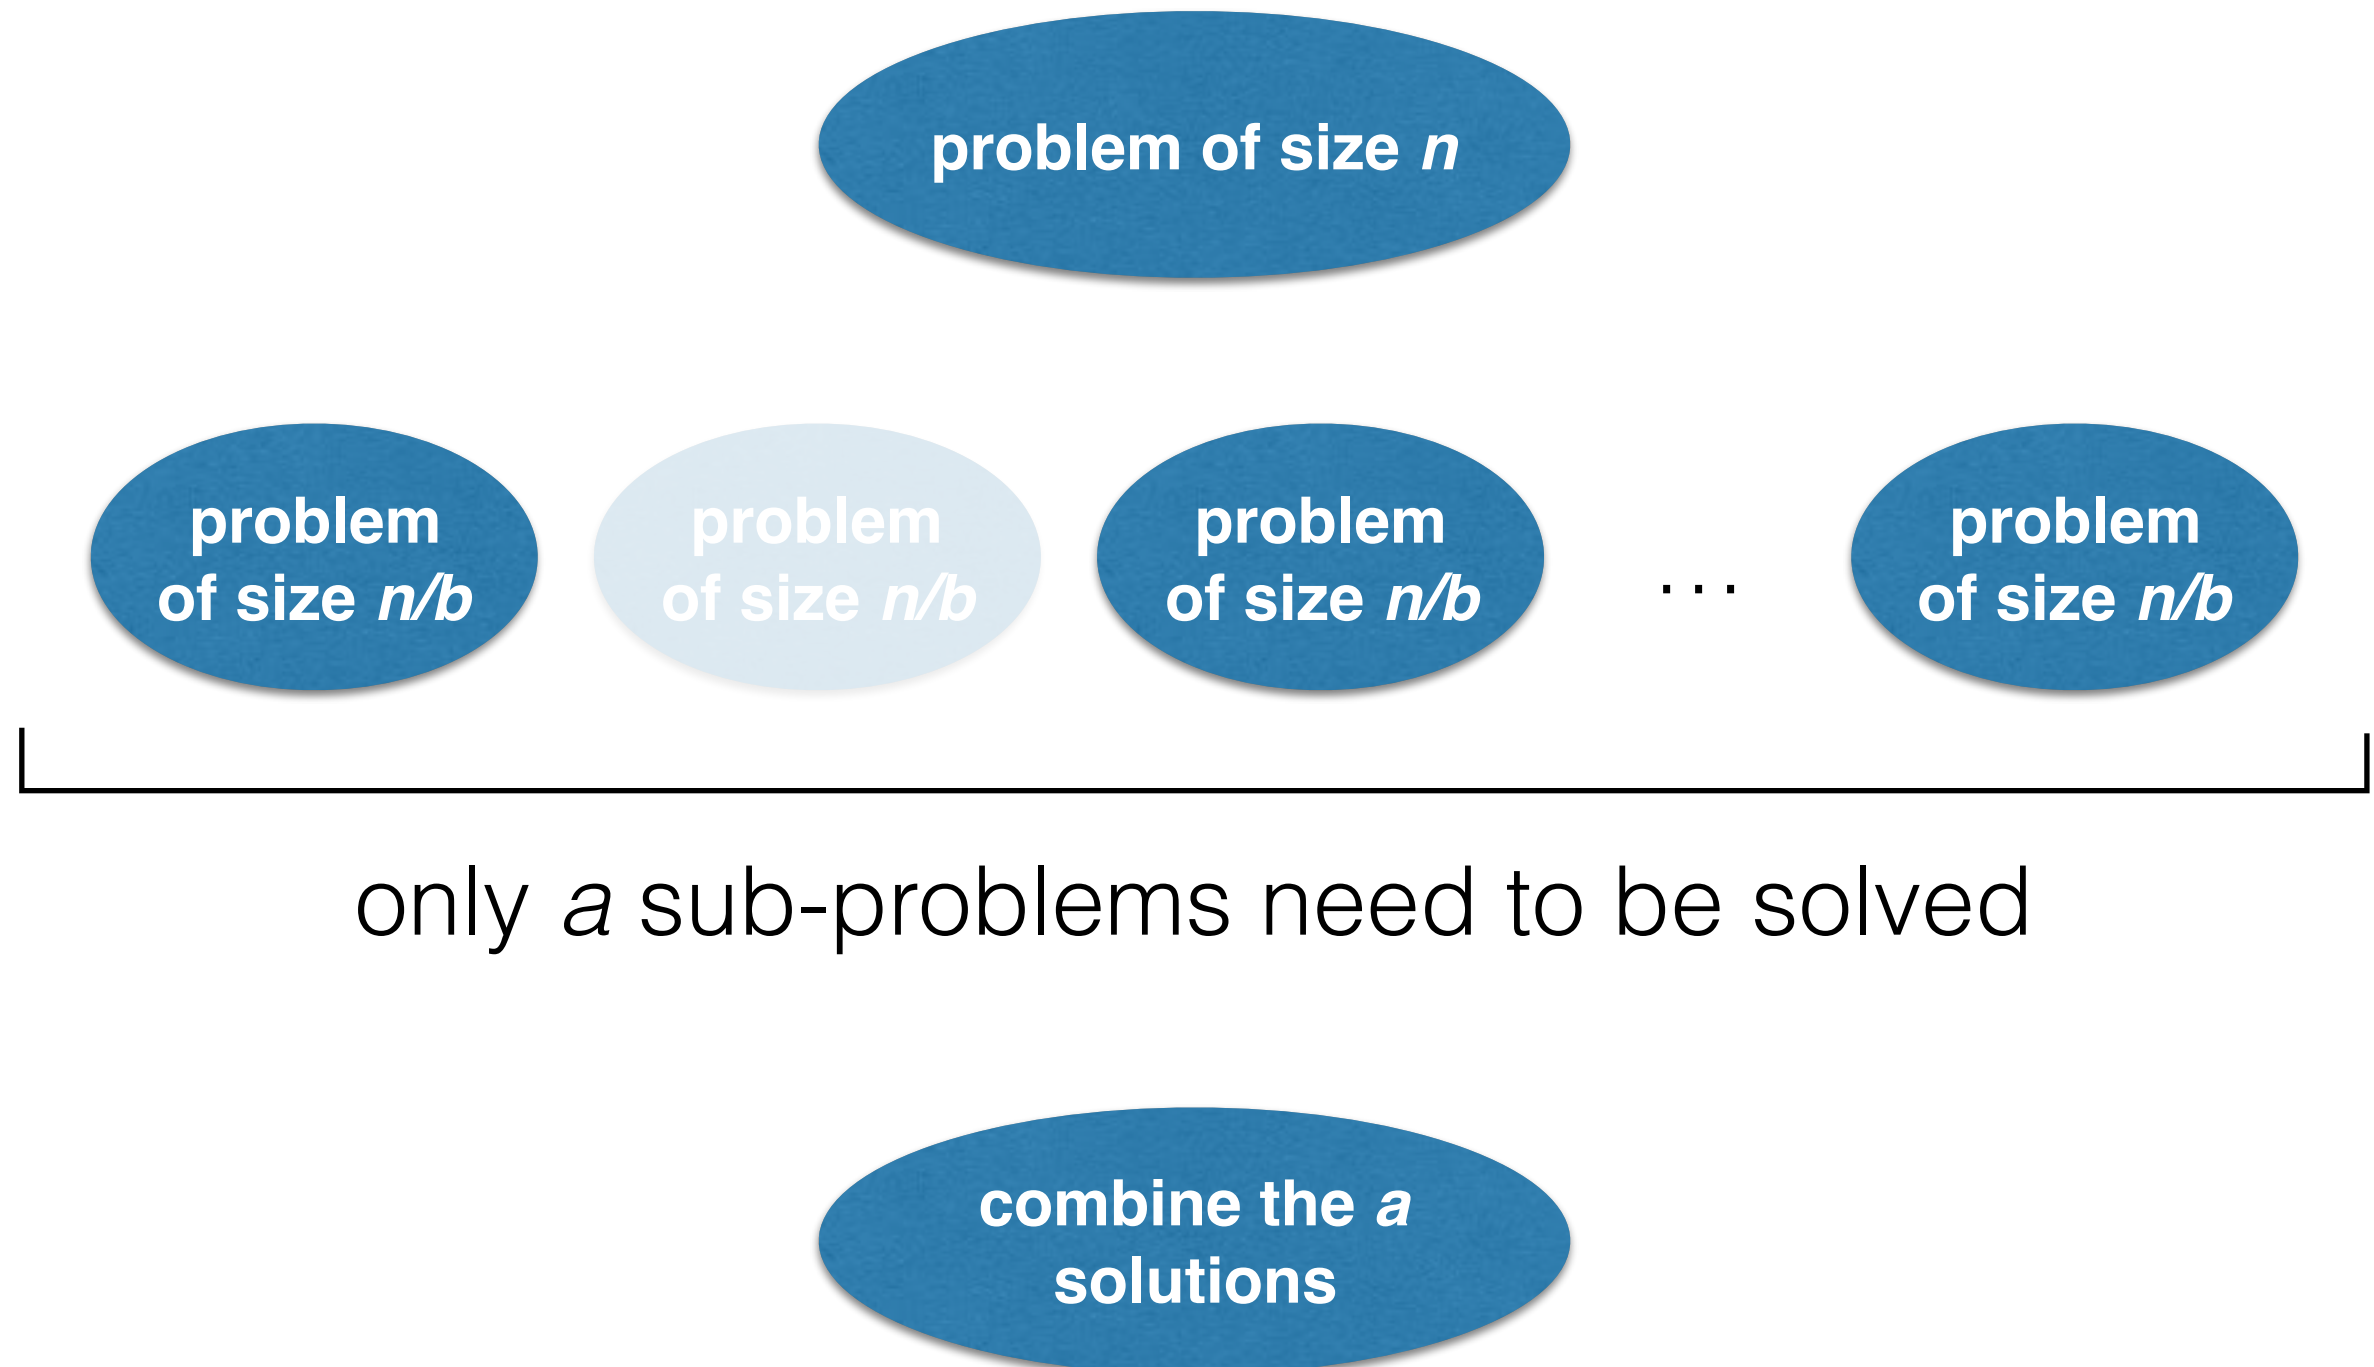 problem of size n
problem problem problem problem
of size n/b of size n/b of size n/b ... of size n/b
only a sub-problems need to be solved
combine the a
solutions